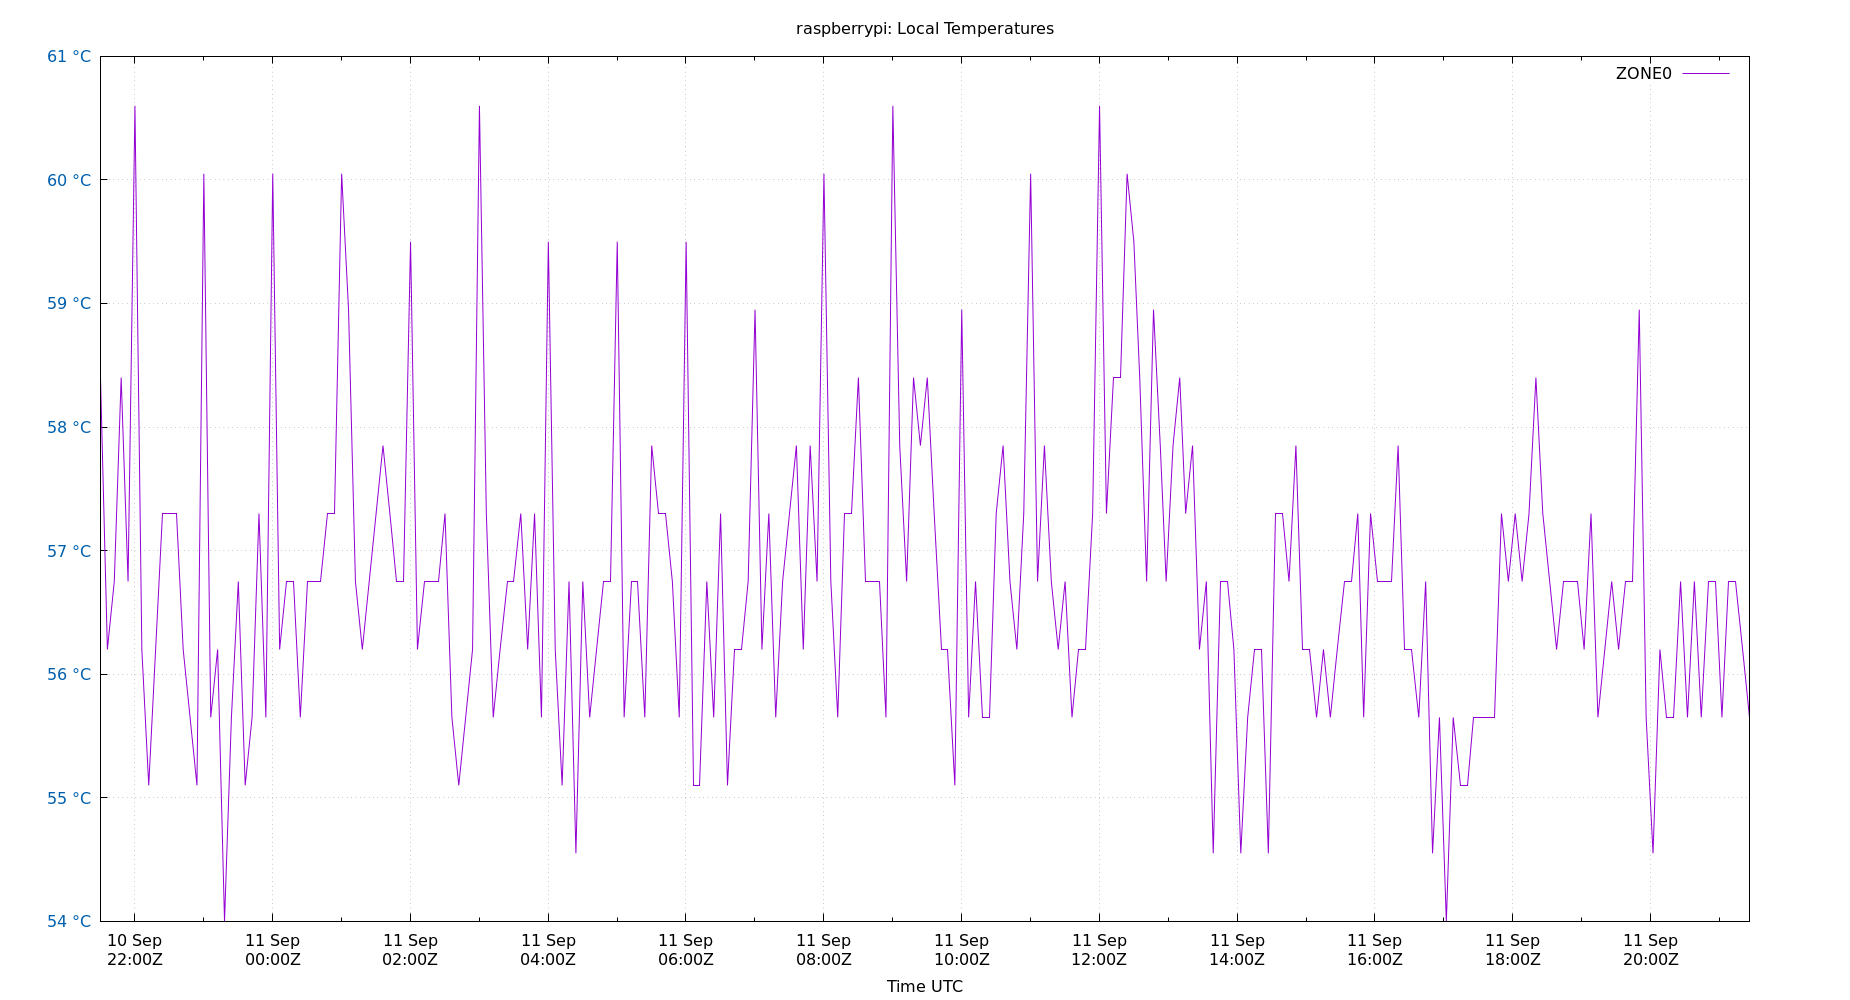 raspberrypi: Local Temperatures
61 °C
ZONE0
60 °C
59 °C
58 °C
57 °C
56 °C
55 °C
54 °C
10 Sep 11 Sep 11 Sep 11 Sep 11 Sep 11 Sep 11 Sep 11 Sep 11 Sep 11 Sep 11 Sep 11 Sep
22:00Z 00:00Z 02:00Z 04:00Z 06:00Z 08:00Z 10:00Z 12:00Z 14:00Z 16:00Z 18:00Z 20:00Z
Time UTC